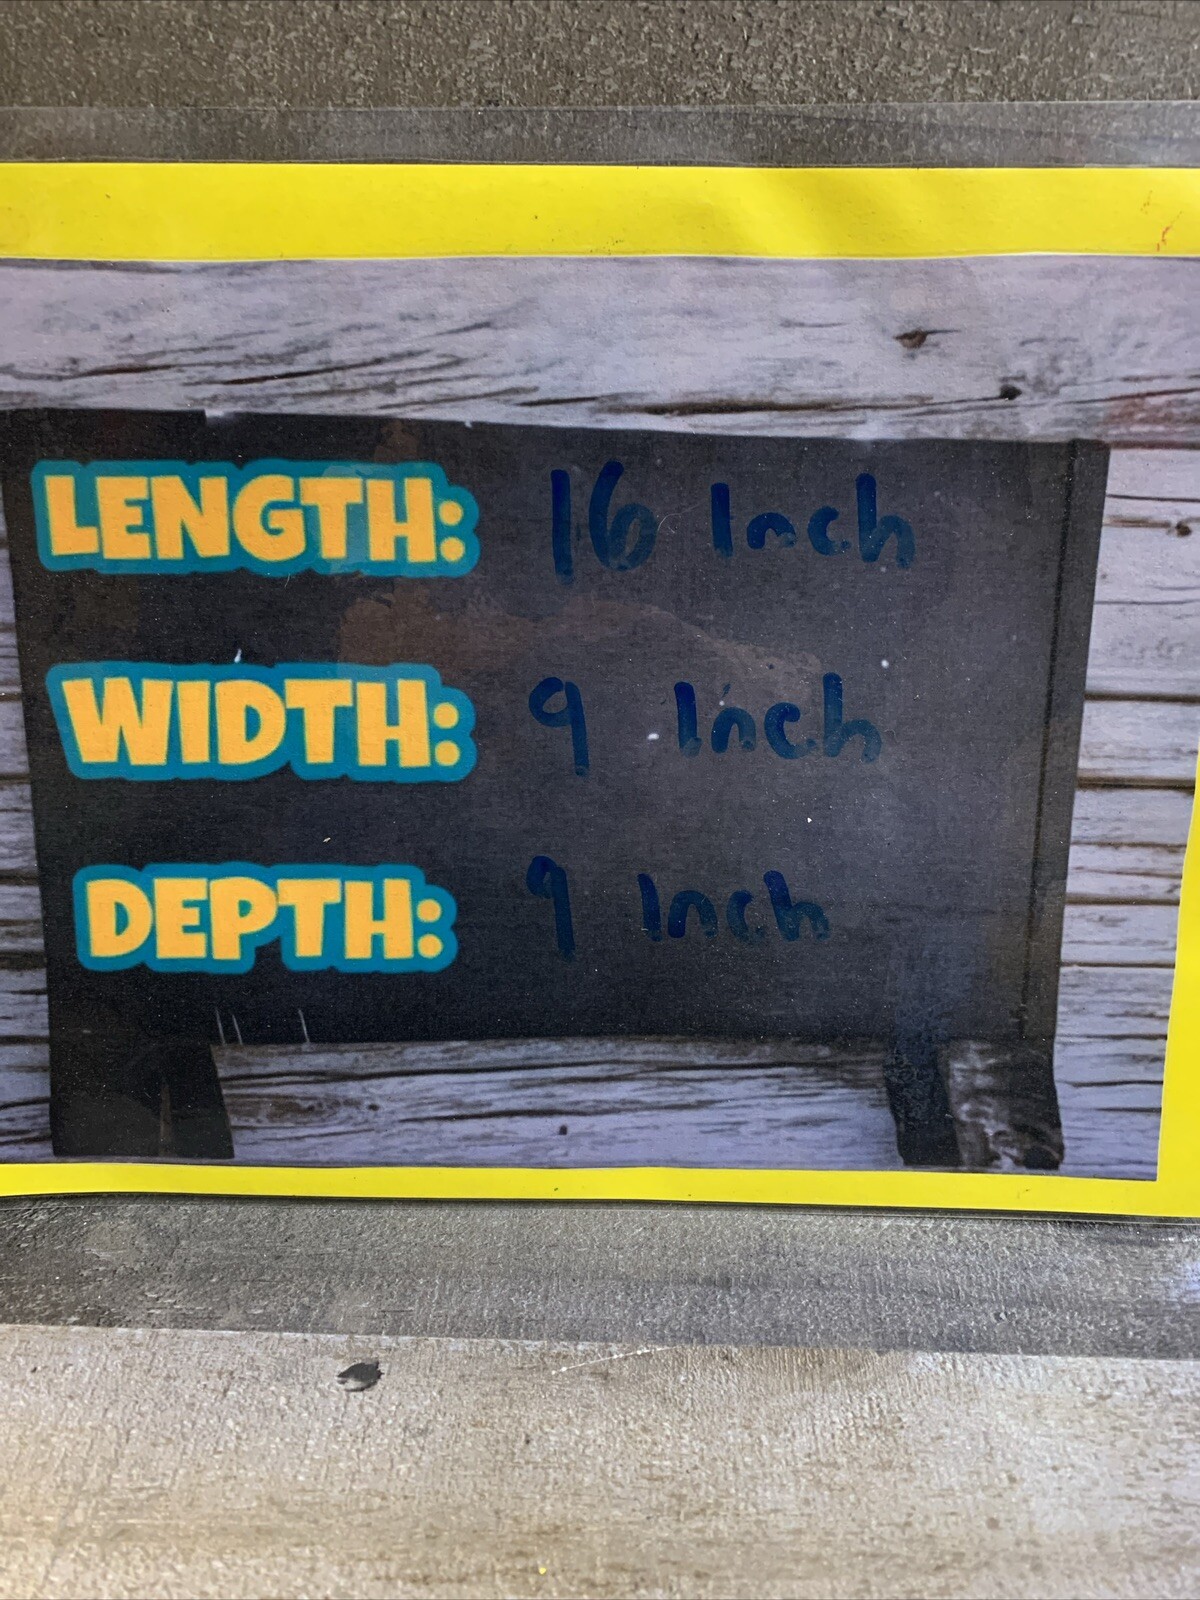 LENGTH: 16 Inch
WIDTH: 9 Inch
DEPTH: 9 Inch